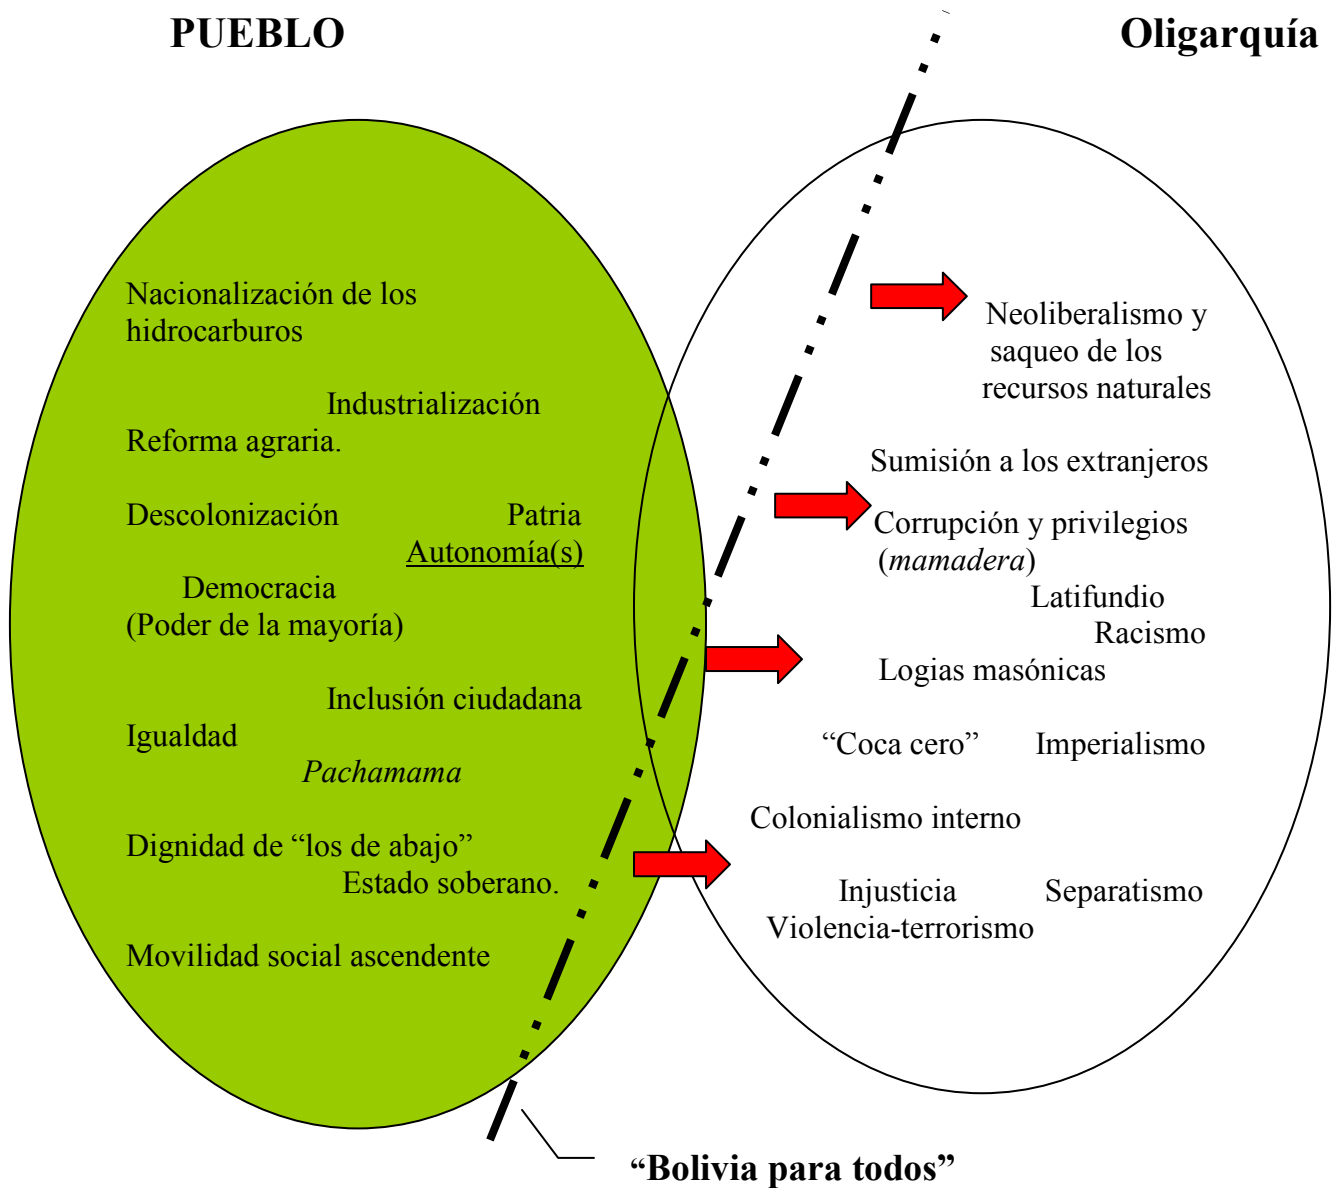 PUEBLO
Oligarquía
Nacionalización de los
hidrocarburos
Industrialización
Reforma agraria.
Descolonización Patria
Autonomía(s)
Democracia
(Poder de la mayoría)
Inclusión ciudadana
Igualdad
Pachamama
Dignidad de “los de abajo”
Estado soberano.
Movilidad social ascendente
Neoliberalismo y
saqueo de los
recursos naturales
Sumisión a los extranjeros
Corrupción y privilegios
(mamadera)
Latifundio
Racismo
Logias masónicas
“Coca cero” Imperialismo
Colonialismo interno
Injusticia Separatismo
Violencia-terrorismo
“Bolivia para todos”